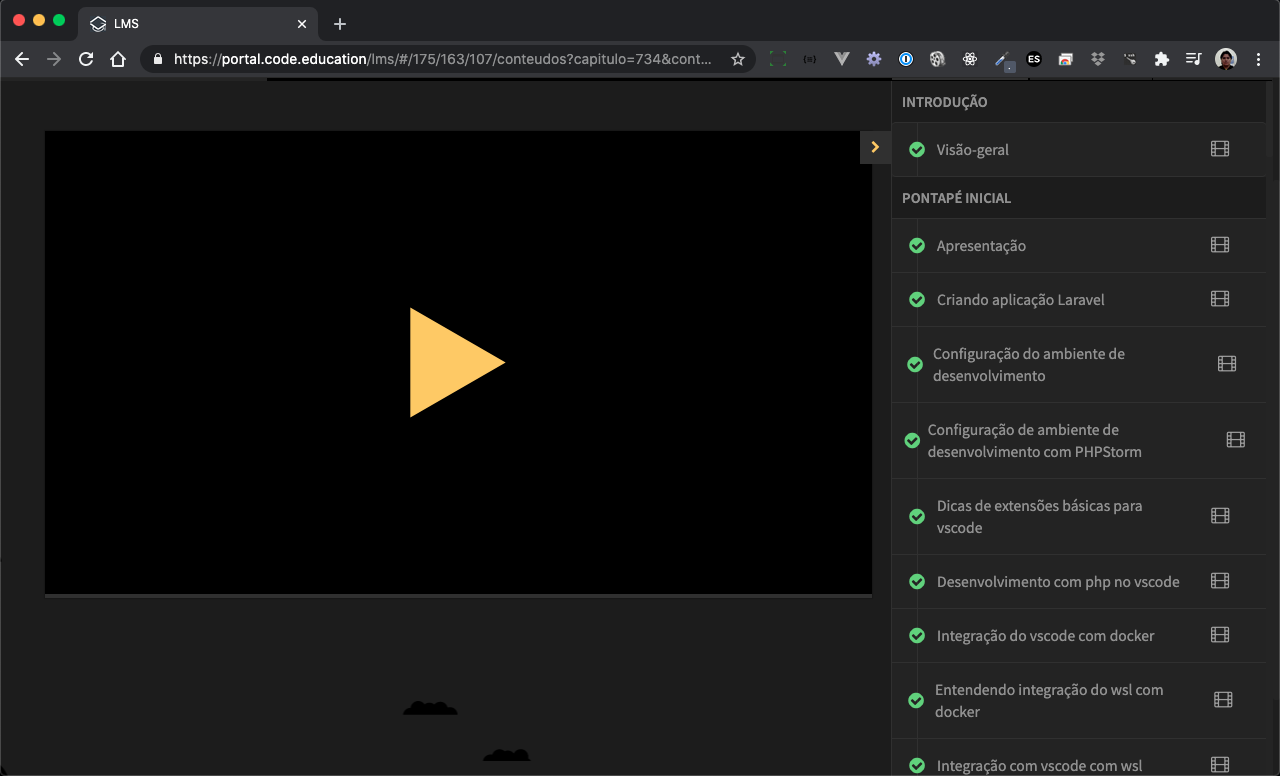 LMS
https://portal.code.education/lms/#/175/163/107/conteudos?capitulo=734&cont...
ES
INTRODUÇÃO
Visão-geral
PONTAPÉ INICIAL
Apresentação
Criando aplicação Laravel
Configuração do ambiente de
desenvolvimento
Configuração de ambiente de
desenvolvimento com PHPStorm
Dicas de extensões básicas para
vscode
Desenvolvimento com php no vscode
Integração do vscode com docker
Entendendo integração do wsl com
docker
Integração com vscode com wsl